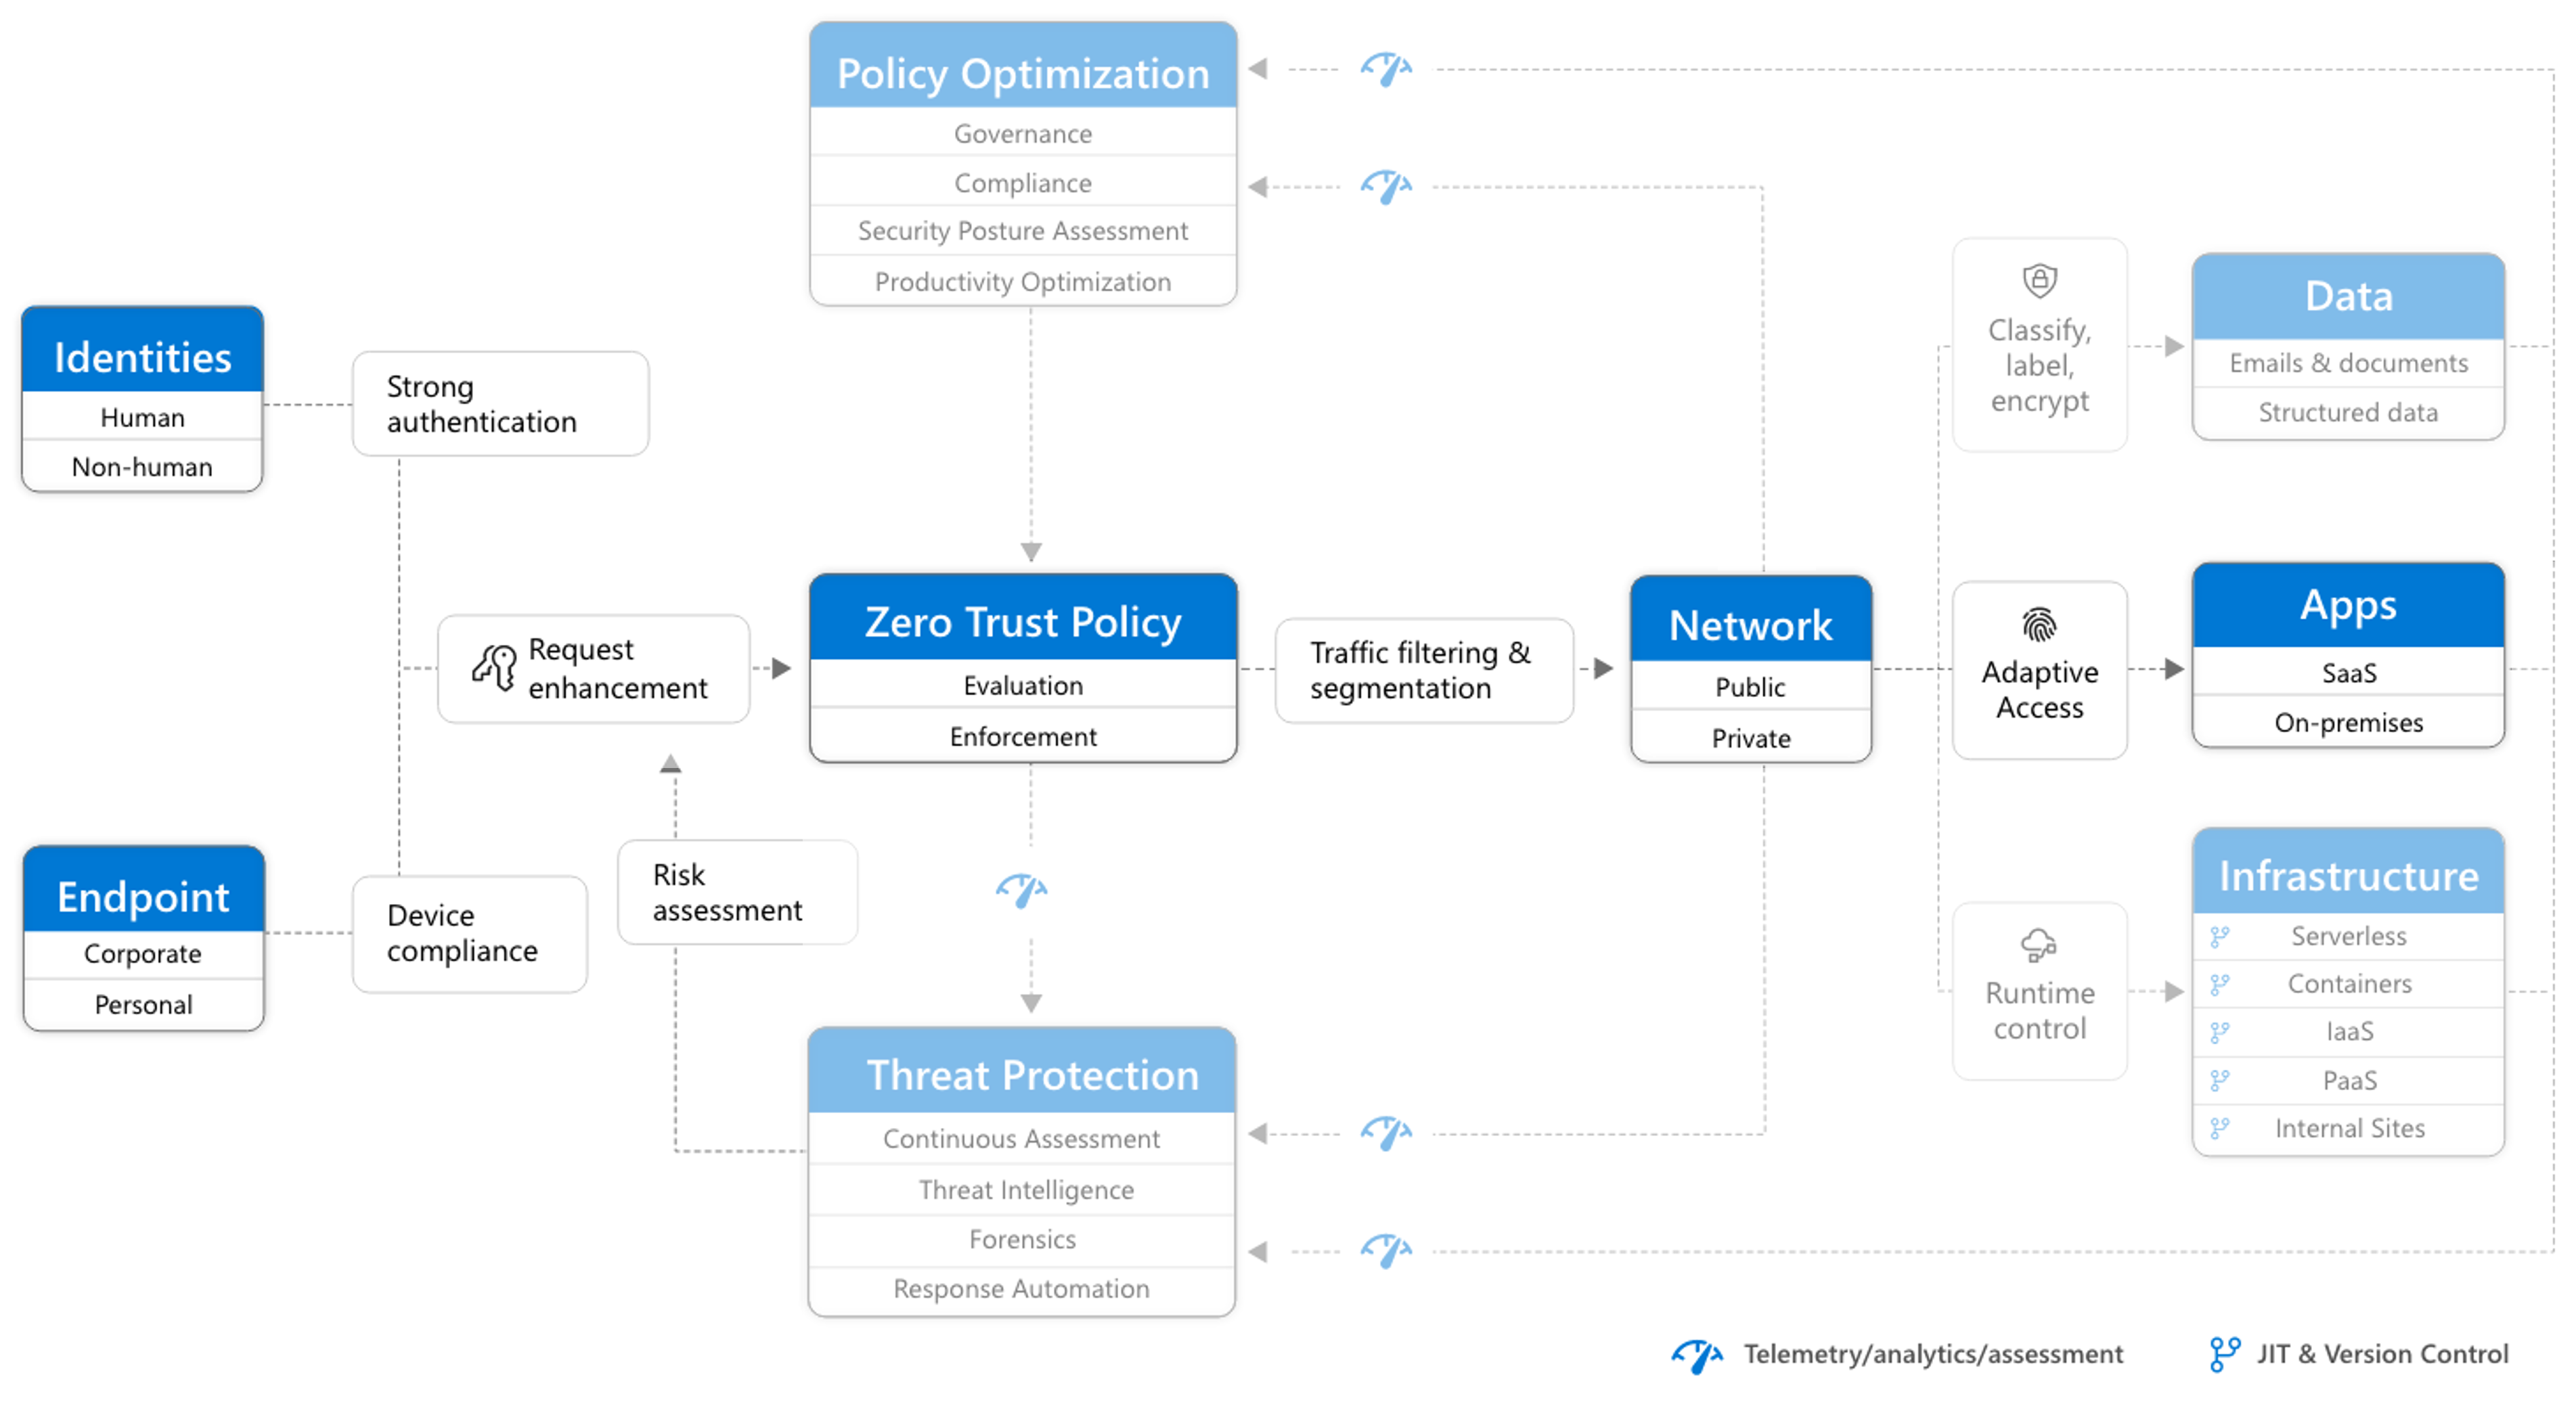 Policy Optimization
Governance
Compliance
Security Posture Assessment
Productivity Optimization
Identities
Human
Non-human
Strong
authentication
Classify,
label,
encrypt
Data
Emails & documents
Structured data
Request
enhancement
Zero Trust Policy
Evaluation
Enforcement
Traffic filtering &
segmentation
Network
Public
Private
Adaptive
Access
Apps
SaaS
On-premises
Endpoint
Corporate
Personal
Device
compliance
Risk
assessment
Runtime
control
Infrastructure
Serverless
Containers
IaaS
PaaS
Internal Sites
Threat Protection
Continuous Assessment
Threat Intelligence
Forensics
Response Automation
Telemetry/analytics/assessment
JIT & Version Control